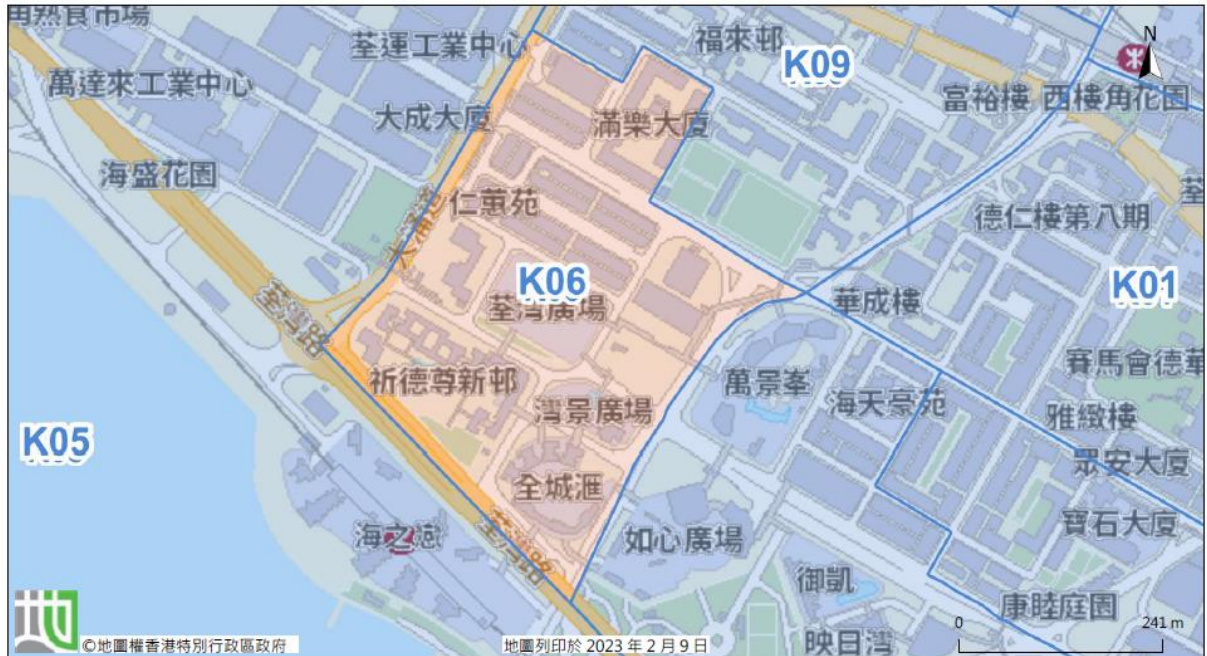 角熟食市場
荃運工業中心
福來邨
N
K09
萬達來工業中心
富裕樓
西樓角花園
大成大廈
滿樂大廈
海盛花園
荃
大涌道
仁蕙苑
德仁樓第八期
K06
K01
荃灣廣場
華成樓
荃灣路
賽馬會德華
祈德尊新邨
萬景峯
灣景廣場
海天豪苑
雅緻樓
K05
眾安大廈
全城滙
寶石大廈
海之戀
荃灣路
如心廣場
御凱
康睦庭園
映日灣
0
241 m
地
©地圖版權香港特別行政區政府
地圖列印於 2023 年 2 月 9 日